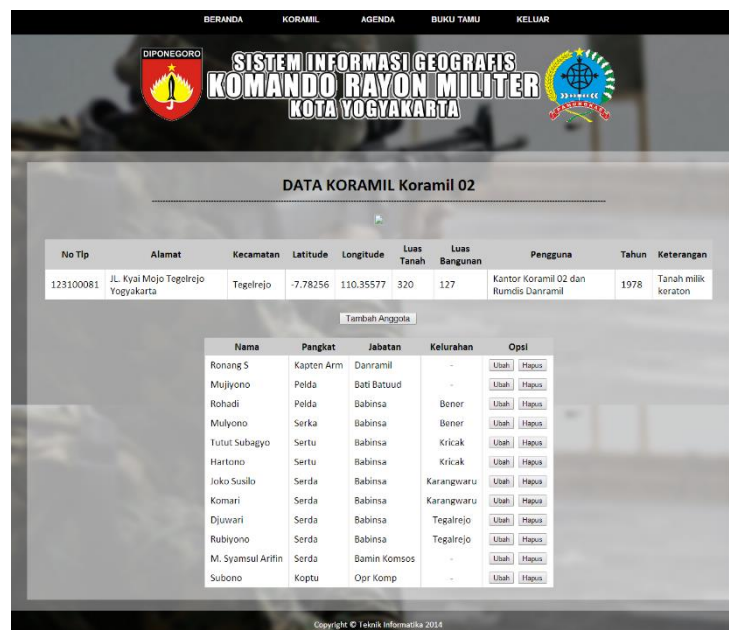 BERANDA KORAMIL AGENDA BUKU TAMU KELUAR
DIPONEGORO
SISTEM INFORMASI GEOGRAFIS
KOMANDO RAYON MILITER
KOTA YOGYAKARTA
DATA KORAMIL Koramil 02
No Tlp Alamat Kecamatan Latitude Longitude Luas Tanah Luas Bangunan Pengguna Tahun Keterangan
123100081 JL. Kyai Mojo Tegelrejo Yogyakarta Tegelrejo -7.78256 110.35577 320 127 Kantor Koramil 02 dan Rumdis Danramil 1978 Tanah milik keraton
Tambah Anggota
Nama Pangkat Jabatan Kelurahan Opsi
Ronang S Kapten Arm Danramil - Ubah Hapus
Mujiyono Pelda Bati Batuud - Ubah Hapus
Rohadi Pelda Babinsa Bener Ubah Hapus
Mulyono Serka Babinsa Bener Ubah Hapus
Tutut Subagyo Sertu Babinsa Kricak Ubah Hapus
Hartono Sertu Babinsa Kricak Ubah Hapus
Joko Susilo Serda Babinsa Karangwaru Ubah Hapus
Komari Serda Babinsa Karangwaru Ubah Hapus
Djuwari Serda Babinsa Tegalrejo Ubah Hapus
Rubiyono Serda Babinsa Tegalrejo Ubah Hapus
M. Syamsul Arifin Serda Bamin Komsos - Ubah Hapus
Subono Koptu Opr Komp - Ubah Hapus
Copyright © Teknik Informatika 2014